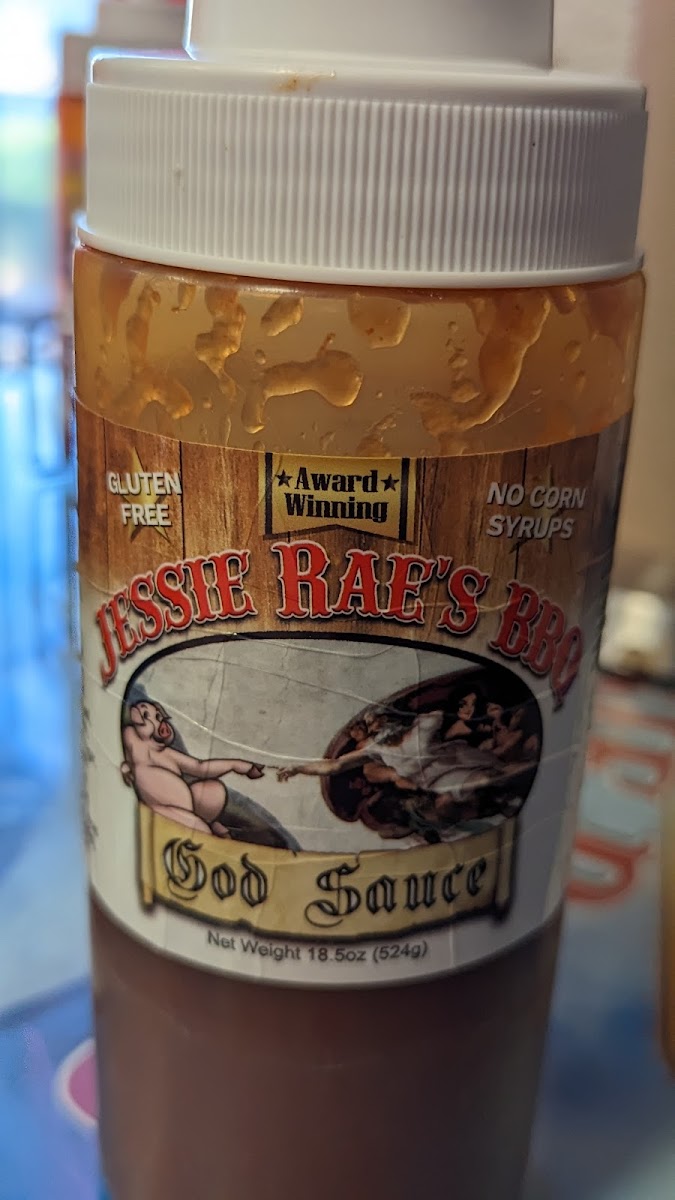 GLUTEN
FREE
Award
Winning
NO CORN
SYRUPS
JESSIE RAE'S BBQ
God Sauce
Net Weight 18.5oz (524g)